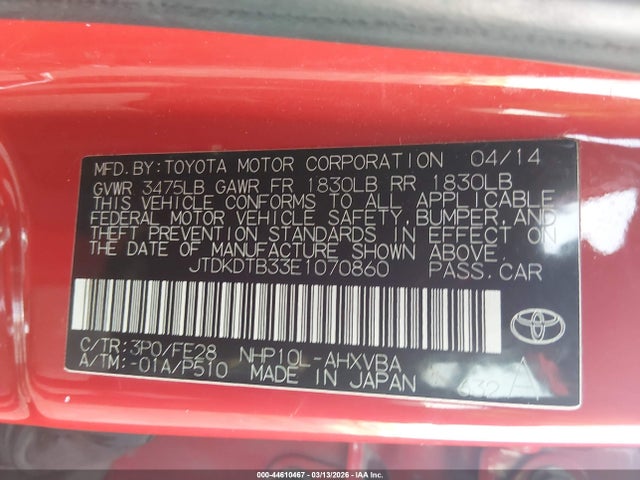 MFD. BY: TOYOTA MOTOR CORPORATION 04/14
GVWR 3475LB GAWR FR 1830LB RR 1830LB
THIS VEHICLE CONFORMS TO ALL APPLICABLE
FEDERAL MOTOR VEHICLE SAFETY, BUMPER, AND
THEFT PREVENTION STANDARDS IN EFFECT ON
THE DATE OF MANUFACTURE SHOWN ABOVE.
JTDKDTB33E1070860 PASS. CAR
C/TR: 3P0/FE28 NHP10L-AHXVBA
A/TM: -01A/P510 MADE IN JAPAN 632 A
TOYOTA
000-44610467 - 03/13/2026 - IAA Inc.